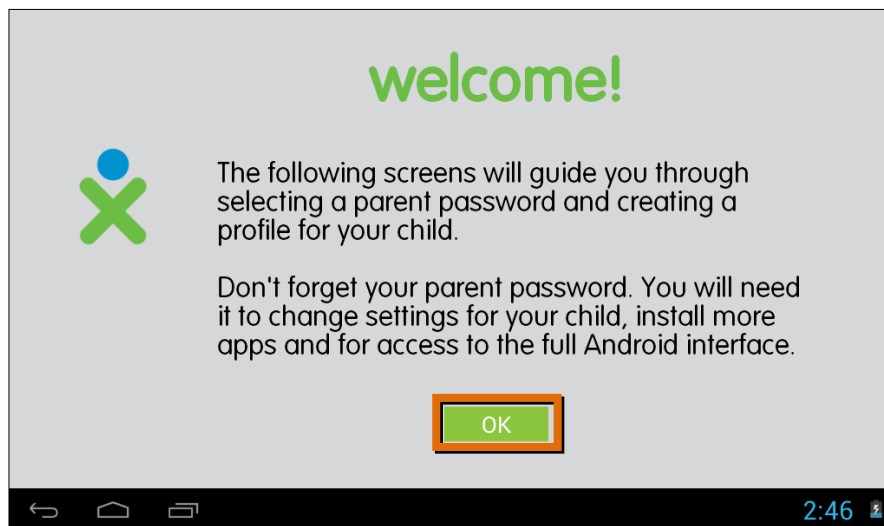 welcome!
The following screens will guide you through
selecting a parent password and creating a
profile for your child.
Don't forget your parent password. You will need
it to change settings for your child, install more
apps and for access to the full Android interface.
OK
2:46